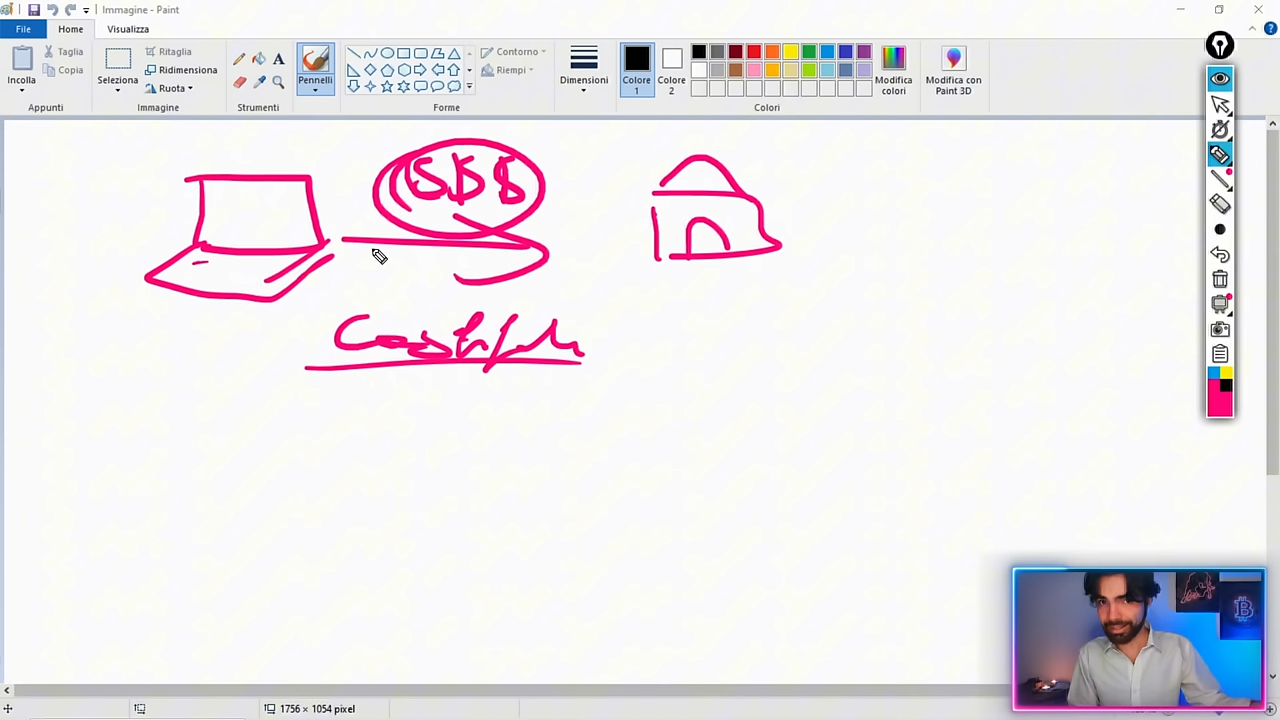 Immagine - Paint
File Home Visualizza
Incolla
Taglia
Copia
Appunti
Seleziona
Ritaglia
Ridimensiona
Ruota
Immagine
Strumenti
Pennelli
Forme
Contorno
Riempi
Dimensioni
Colore 1
Colore 2
Modifica colori
Colori
Modifica con Paint 3D
$$$
1756 × 1054 pixel